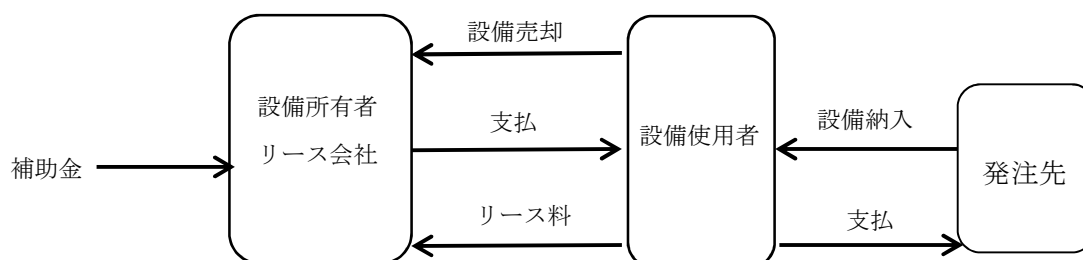 設備売却
設備所有者
リース会社
支払
設備使用者
設備納入
補助金
発注先
リース料
支払